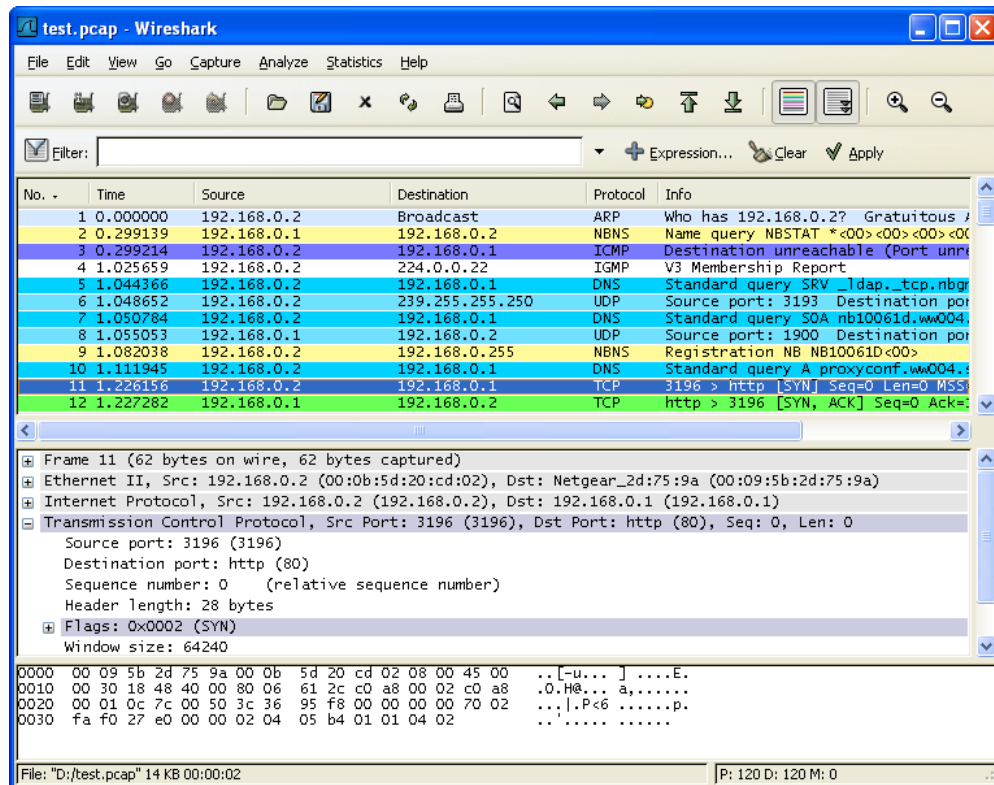 test.pcap - Wireshark
File Edit View Go Capture Analyze Statistics Help
Filter: Expression... Clear Apply
No. Time Source Destination Protocol Info
1 0.000000 192.168.0.2 Broadcast ARP Who has 192.168.0.2? Gratuitous
2 0.299139 192.168.0.1 192.168.0.2 NBNS Name query NBSTAT *<00><00><00><00
3 0.299214 192.168.0.2 192.168.0.1 ICMP Destination unreachable (Port unre
4 1.025659 192.168.0.2 224.0.0.22 IGMP V3 Membership Report
5 1.044366 192.168.0.2 192.168.0.1 DNS Standard query SRV _ldap._tcp.nbgm
6 1.048652 192.168.0.2 239.255.255.250 UDP Source port: 3193 Destination por
7 1.050784 192.168.0.2 192.168.0.1 DNS Standard query SOA nb10061d.ww004.
8 1.055053 192.168.0.1 192.168.0.2 UDP Source port: 1900 Destination por
9 1.082038 192.168.0.2 192.168.0.255 NBNS Registration NB NB10061D<00>
10 1.111945 192.168.0.2 192.168.0.1 DNS Standard query A proxyconf.ww004.s
11 1.226156 192.168.0.2 192.168.0.1 TCP 3196 > http [SYN] Seq=0 Len=0 MSS
12 1.227282 192.168.0.1 192.168.0.2 TCP http > 3196 [SYN, ACK] Seq=0 Ack=
Frame 11 (62 bytes on wire, 62 bytes captured)
Ethernet II, Src: 192.168.0.2 (00:0b:5d:20:cd:02), Dst: Netgear_2d:75:9a (00:09:5b:2d:75:9a)
Internet Protocol, Src: 192.168.0.2 (192.168.0.2), Dst: 192.168.0.1 (192.168.0.1)
Transmission Control Protocol, Src Port: 3196 (3196), Dst Port: http (80), Seq: 0, Len: 0
Source port: 3196 (3196)
Destination port: http (80)
Sequence number: 0 (relative sequence number)
Header length: 28 bytes
Flags: 0x0002 (SYN)
Window size: 64240
0000 00 09 5b 2d 75 9a 00 0b 5d 20 cd 02 08 00 45 00 ..[-u... ] ....E.
0010 00 30 18 48 40 00 80 06 61 2c c0 a8 00 02 c0 a8 .0.H@... a,......
0020 00 01 0c 7c 00 50 3c 36 95 f8 00 00 00 00 70 02 ...|.P<6 ......p.
0030 fa f0 27 e0 00 00 02 04 05 b4 01 01 04 02 ..'..... ......
File: "D:/test.pcap" 14 KB 00:00:02
P: 120 D: 120 M: 0